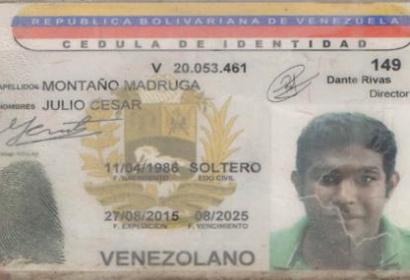 REPUBLICA BOLIVARIANA DE VENEZUELA
CEDULA DE IDENTIDAD
V 20.053.461
149
Dante Rivas
Director
APELLIDOS MONTAÑO MADRUGA
NOMBRES JULIO CESAR
11/04/1986 SOLTERO
F. NACIMIENTO EDO CIVIL
27/08/2015 08/2025
F. EXPEDICION F. VENCIMIENTO
VENEZOLANO